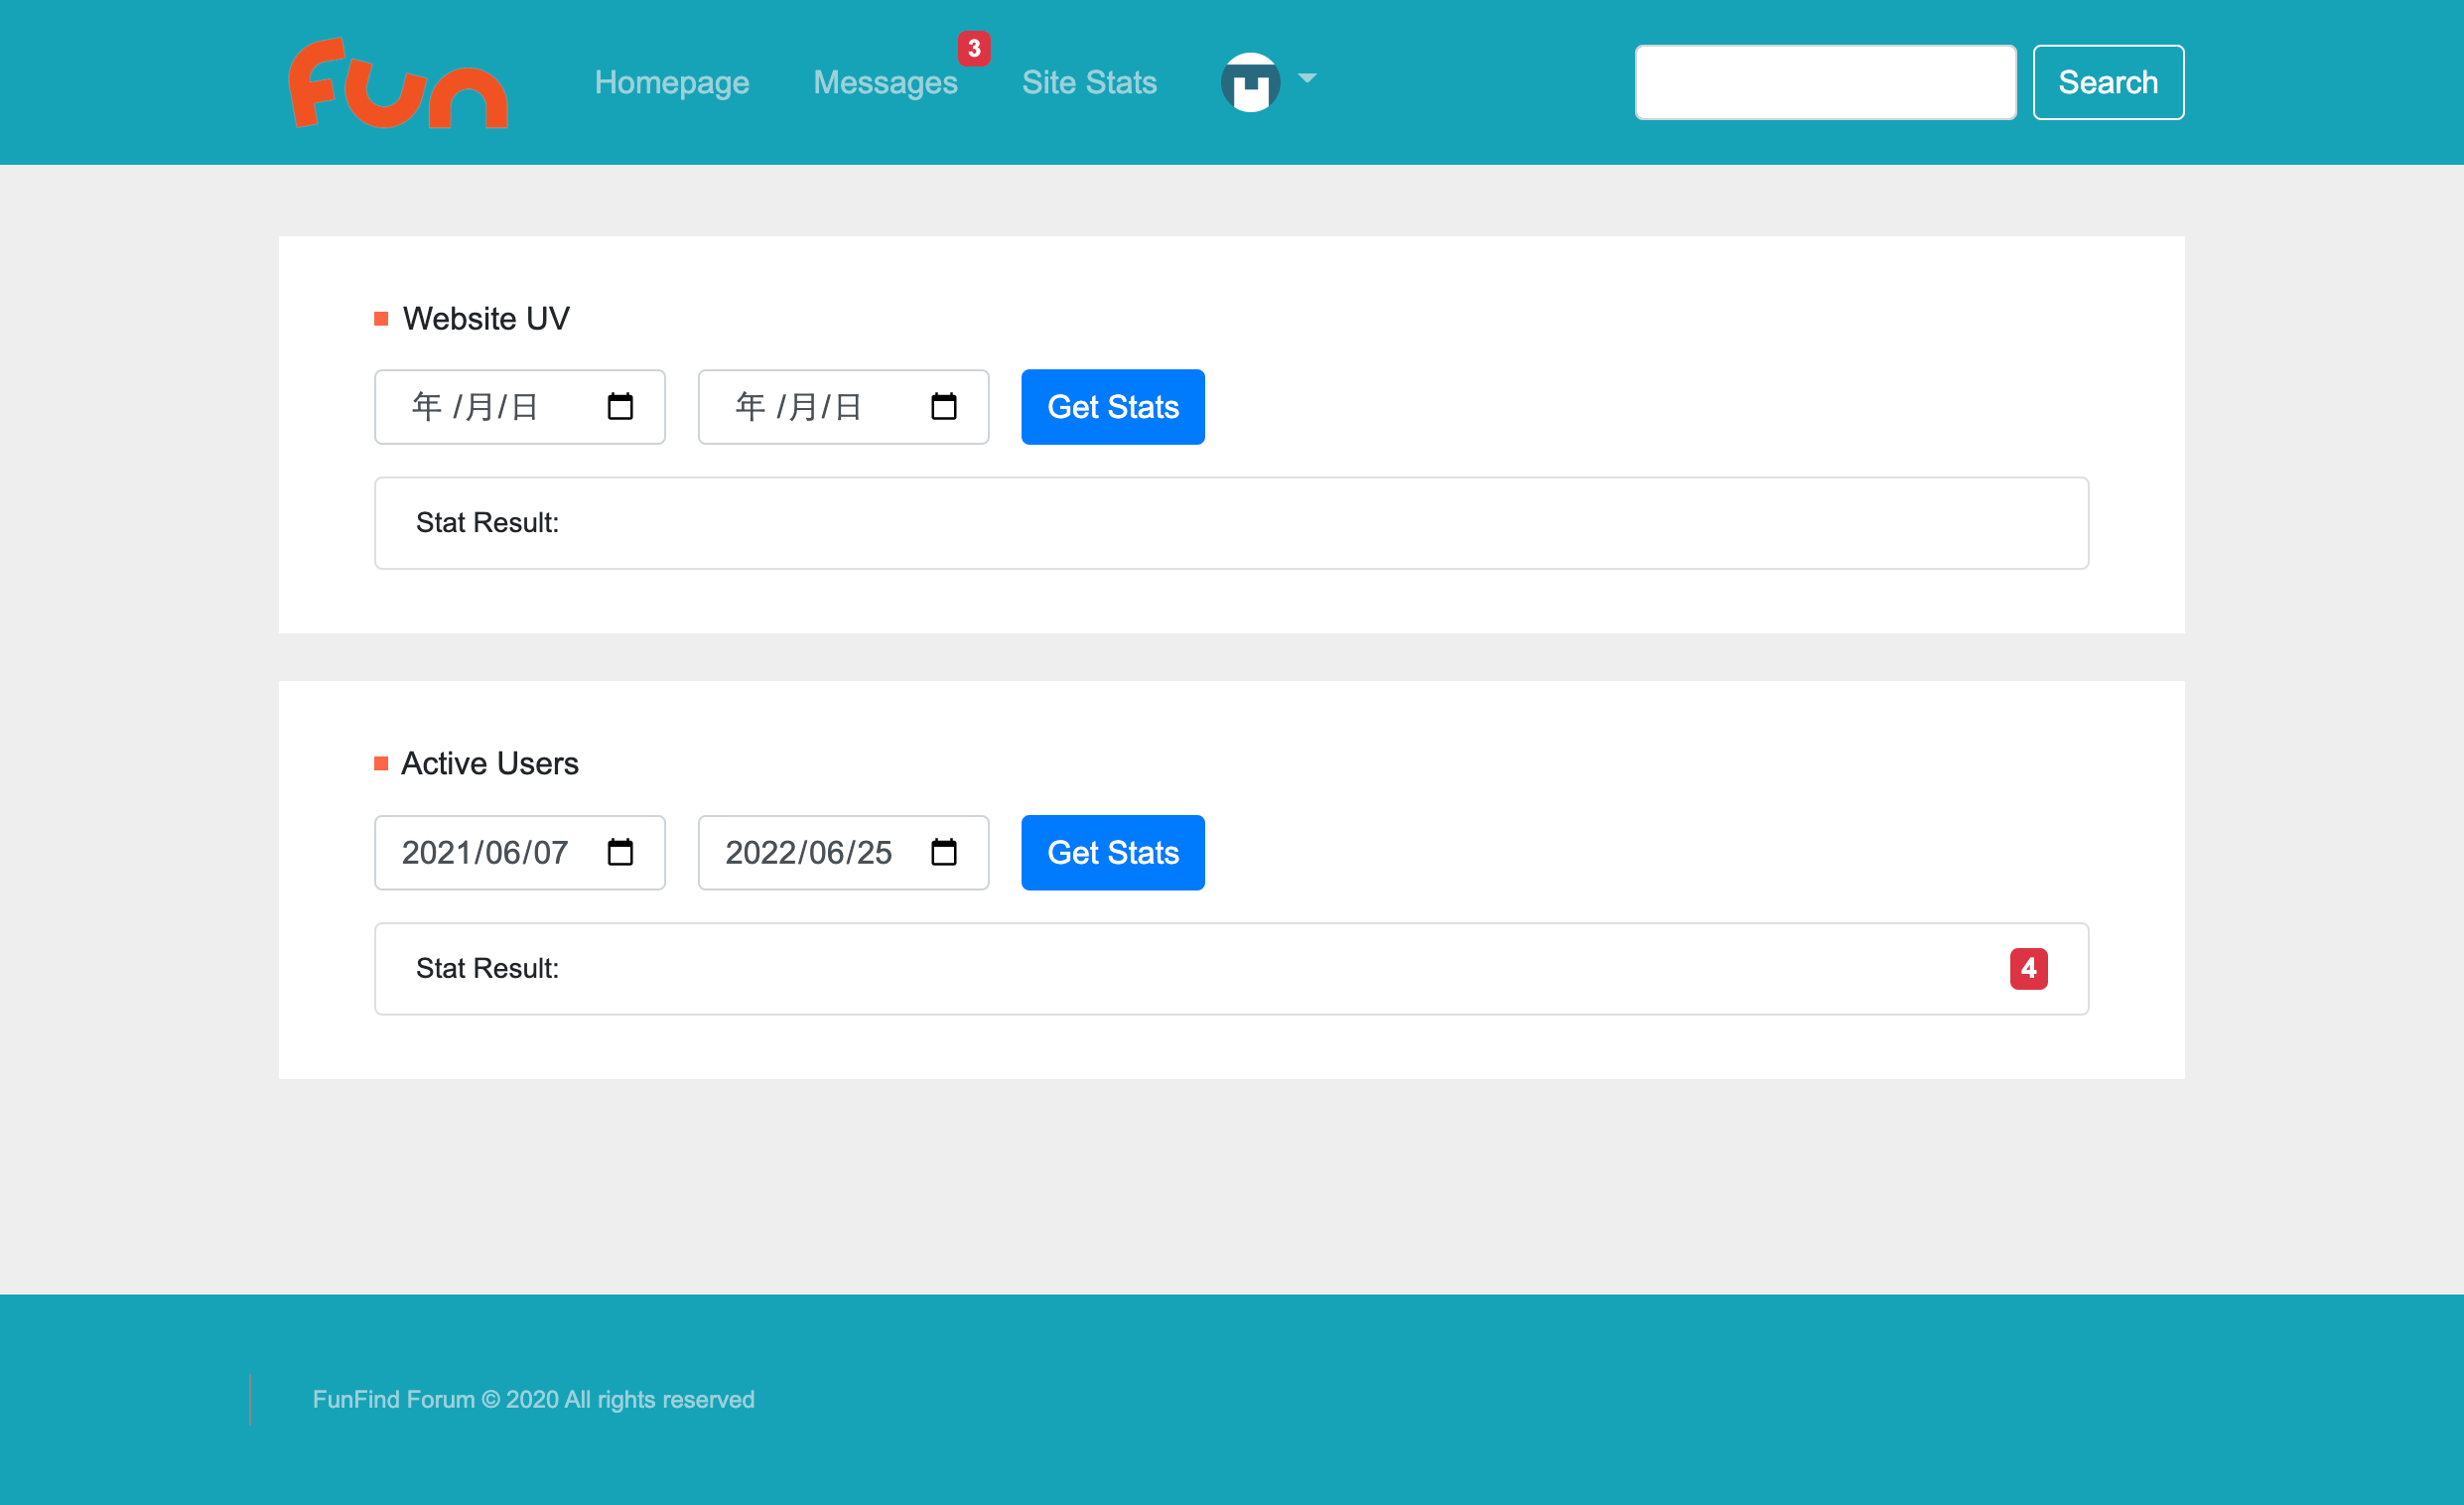 fun Homepage Messages 3 Site Stats Search
Website UV
年 /月/日 年 /月/日 Get Stats
Stat Result:
Active Users
2021/06/07 2022/06/25 Get Stats
Stat Result: 4
FunFind Forum © 2020 All rights reserved